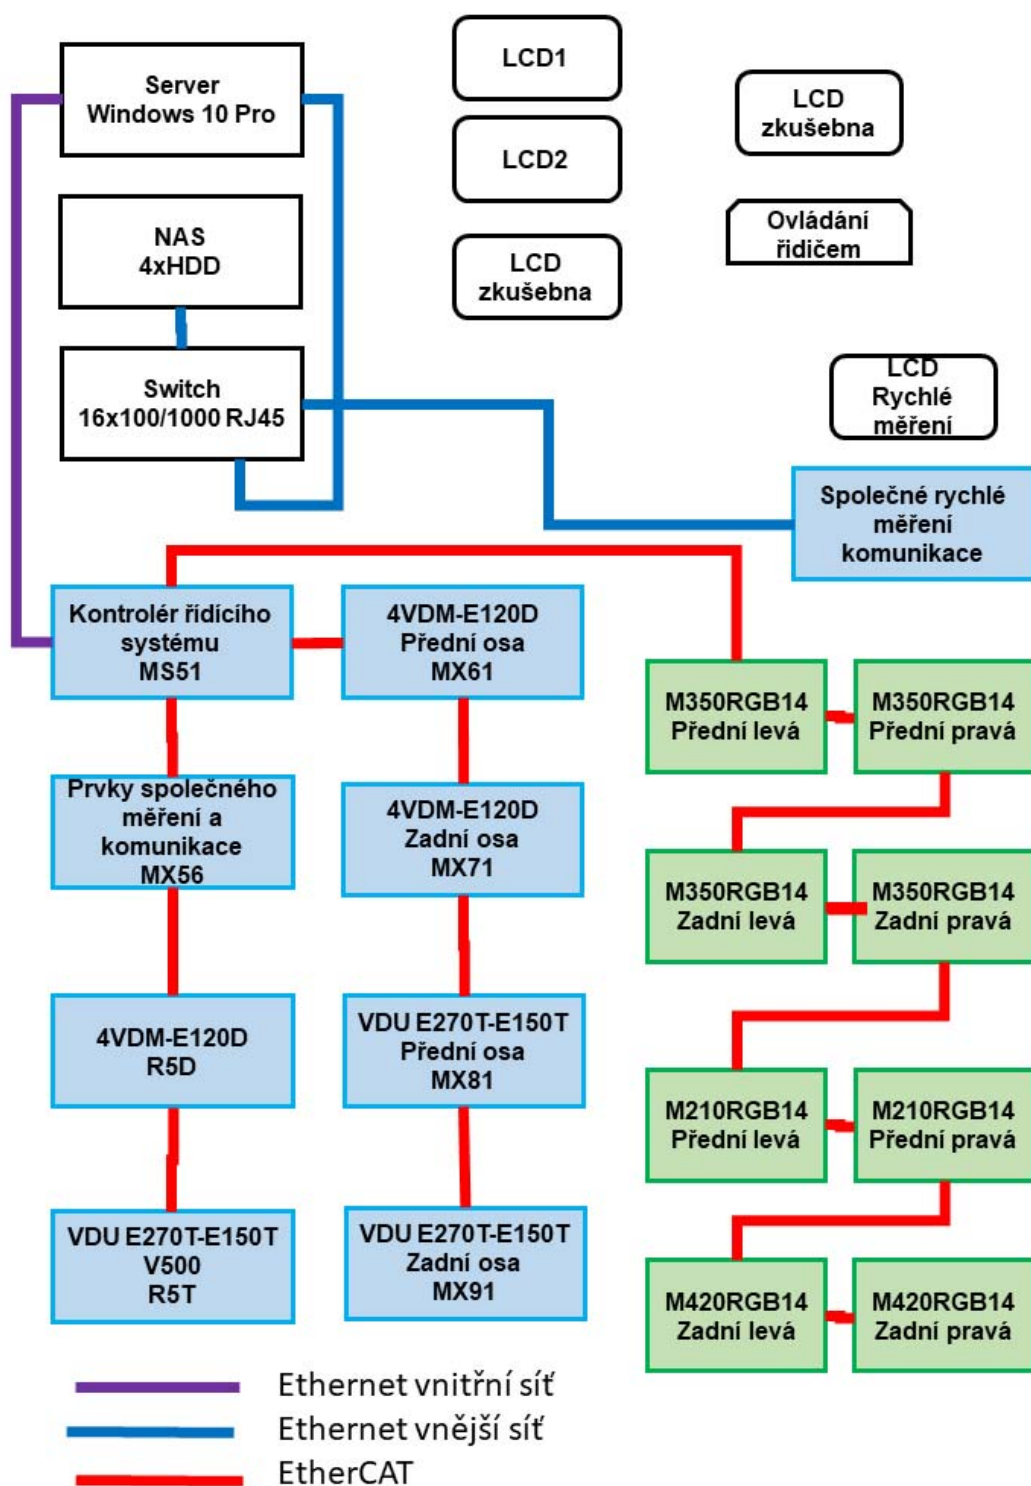 Server
Windows 10 Pro
NAS
4xHDD
Switch
16x100/1000 RJ45
LCD1
LCD2
LCD
zkušebna
LCD
zkušebna
Ovládání
řidičem
LCD
Rychlé
měření
Společné rychlé
měření
komunikace
Kontrolér řídícího
systému
MS51
4VDM-E120D
Přední osa
MX61
Prvky společného
měření a
komunikace
MX56
4VDM-E120D
Zadní osa
MX71
4VDM-E120D
R5D
VDU E270T-E150T
Přední osa
MX81
VDU E270T-E150T
V500
R5T
VDU E270T-E150T
Zadní osa
MX91
M350RGB14
Přední levá
M350RGB14
Přední pravá
M350RGB14
Zadní levá
M350RGB14
Zadní pravá
M210RGB14
Přední levá
M210RGB14
Přední pravá
M420RGB14
Zadní levá
M420RGB14
Zadní pravá
Ethernet vnitřní síť
Ethernet vnější síť
EtherCAT